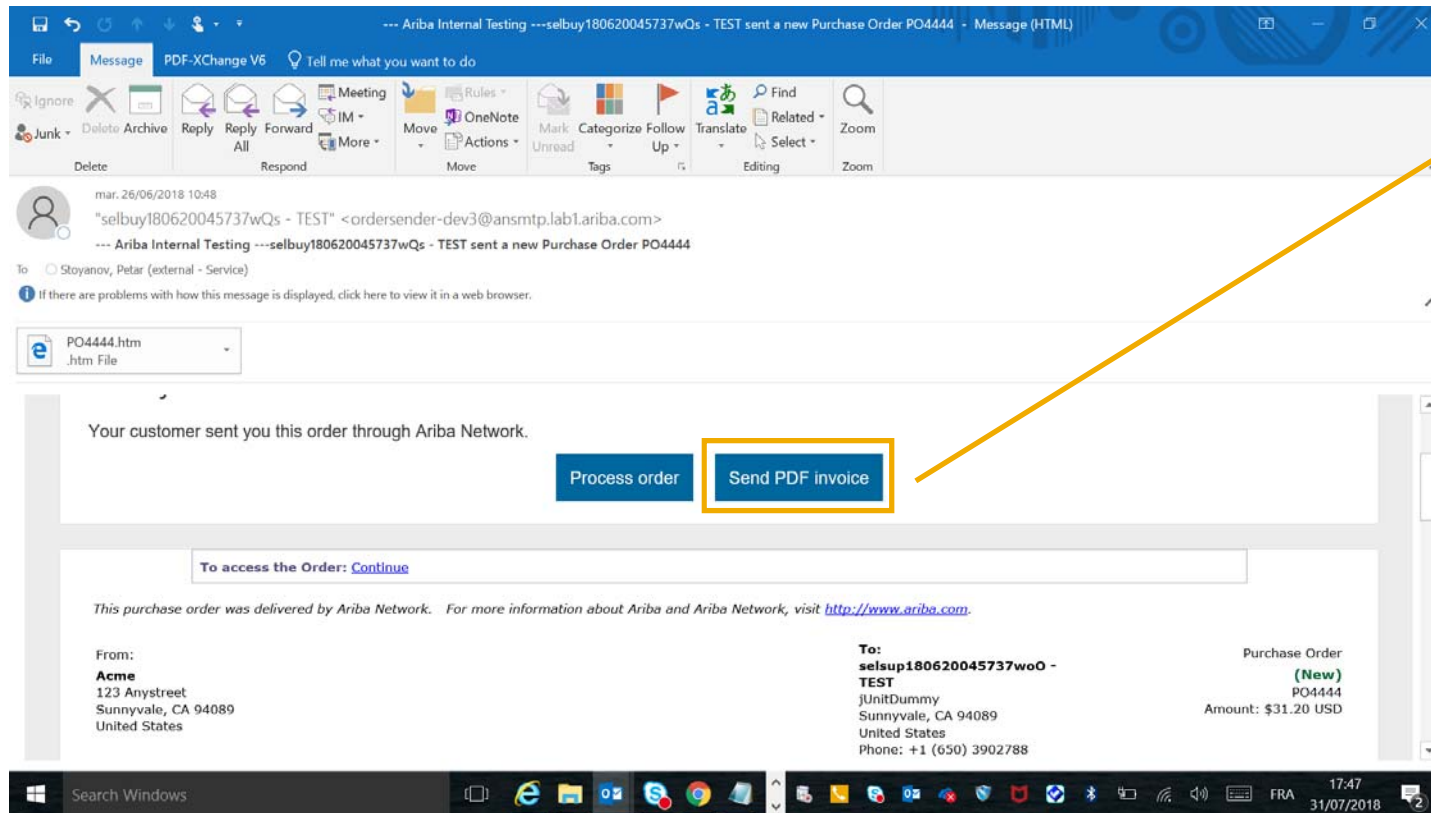 --- Ariba Internal Testing ---selbuy180620045737wQs - TEST sent a new Purchase Order PO4444 - Message (HTML)
File Message PDF-XChange V6 Tell me what you want to do
Ignore
Junk
Delete Archive
Reply Reply All Forward
Meeting
IM
More
Move
Rules
OneNote
Actions
Mark Unread
Categorize Follow Up
Translate
Find
Related
Select
Zoom
Delete Respond Move Tags Editing Zoom
mar. 26/06/2018 10:48
"selbuy180620045737wQs - TEST" <ordersender-dev3@ansmtp.lab1.ariba.com>
--- Ariba Internal Testing ---selbuy180620045737wQs - TEST sent a new Purchase Order PO4444
To Stoyanov, Petar (external - Service)
If there are problems with how this message is displayed, click here to view it in a web browser.
PO4444.htm
.htm File
Your customer sent you this order through Ariba Network.
Process order Send PDF invoice
To access the Order: Continue
This purchase order was delivered by Ariba Network. For more information about Ariba and Ariba Network, visit http://www.ariba.com.
From:
Acme
123 Anystreet
Sunnyvale, CA 94089
United States
To:
selsup180620045737woO -
TEST
jUnitDummy
Sunnyvale, CA 94089
United States
Phone: +1 (650) 3902788
Purchase Order
(New)
PO4444
Amount: $31.20 USD
Search Windows
FRA
17:47
31/07/2018
2